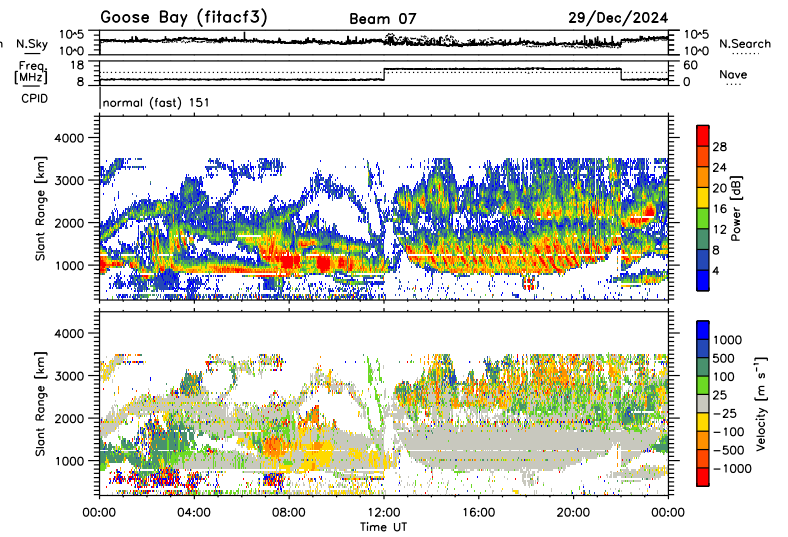 Goose Bay (fitacf3) Beam 07 29/Dec/2024
n N.Sky 10^5 10^0 10^5 10^0 N.Search
Freq. [MHz] 18 8 60 0 Nave
CPID normal (fast) 151
Slant Range [km] 4000 3000 2000 1000
28 24 20 16 12 8 4 Power [dB]
Slant Range [km] 4000 3000 2000 1000
1000 500 100 25 -25 -100 -500 -1000 Velocity [m s⁻¹]
00:00 04:00 08:00 12:00 16:00 20:00 00:00
Time UT